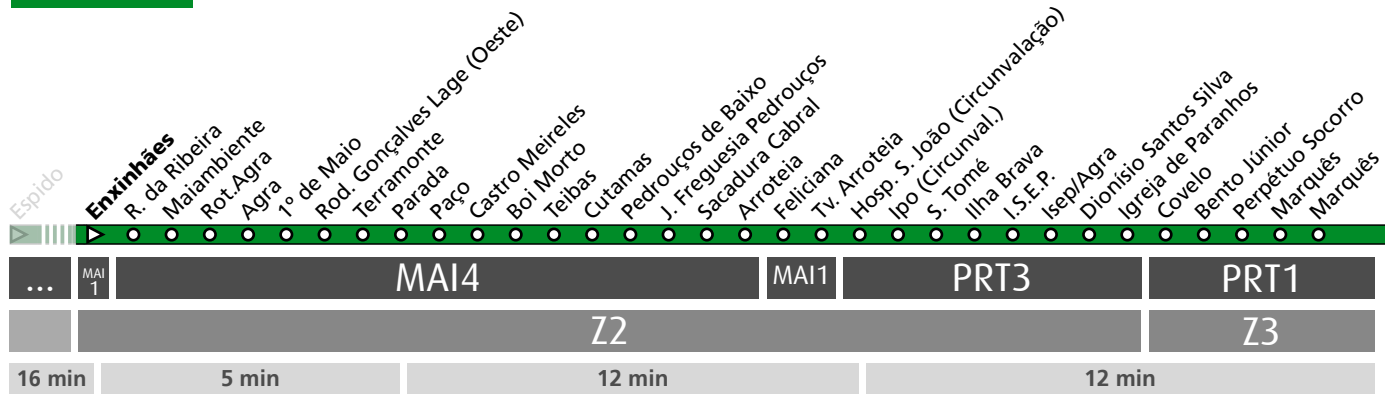 Espido
Enxinhães
R. da Ribeira
Maiambiente
Rot.Agra
Agra
1º de Maio
Rod. Gonçalves Lage (Oeste)
Terramonte
Parada
Paço
Castro Meireles
Boi Morto
Teibas
Cutamas
Pedrouços de Baixo
J. Freguesia Pedrouços
Sacadura Cabral
Arroteia
Feliciana
Tv. Arroteia
Hosp. S. João (Circunvalação)
Ipo (Circunval.)
S. Tomé
Ilha Brava
I.S.E.P.
Isep/Agra
Dionísio Santos Silva
Igreja de Paranhos
Covelo
Bento Júnior
Perpétuo Socorro
Marquês
Marquês
... MAI 1 MAI4 MAI1 PRT3 PRT1
Z2 Z3
16 min 5 min 12 min 12 min